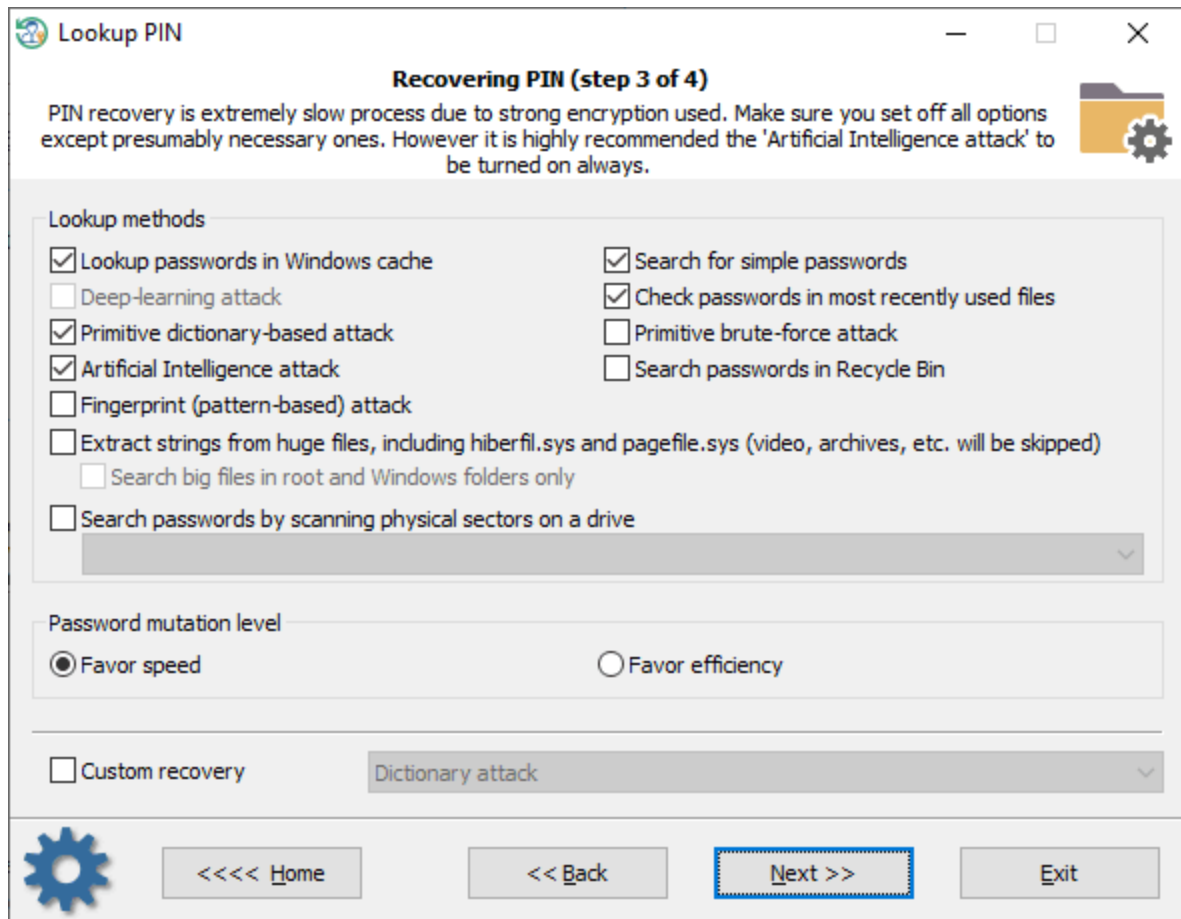 Lookup PIN
Recovering PIN (step 3 of 4)
PIN recovery is extremely slow process due to strong encryption used. Make sure you set off all options
except presumably necessary ones. However it is highly recommended the 'Artificial Intelligence attack' to
be turned on always.
Lookup methods
Lookup passwords in Windows cache
Search for simple passwords
Deep-learning attack
Check passwords in most recently used files
Primitive dictionary-based attack
Primitive brute-force attack
Artificial Intelligence attack
Search passwords in Recycle Bin
Fingerprint (pattern-based) attack
Extract strings from huge files, including hiberfil.sys and pagefile.sys (video, archives, etc. will be skipped)
Search big files in root and Windows folders only
Search passwords by scanning physical sectors on a drive
Password mutation level
Favor speed
Favor efficiency
Custom recovery
Dictionary attack
<<<< Home
<< Back
Next >>
Exit